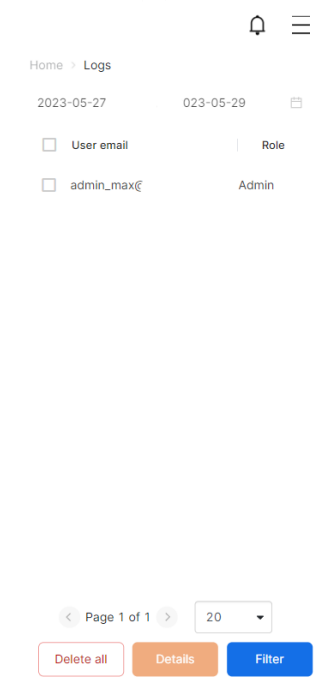 Home > Logs
2023-05-27 023-05-29
User email Role
admin_max@ Admin
Page 1 of 1 20
Delete all Details Filter